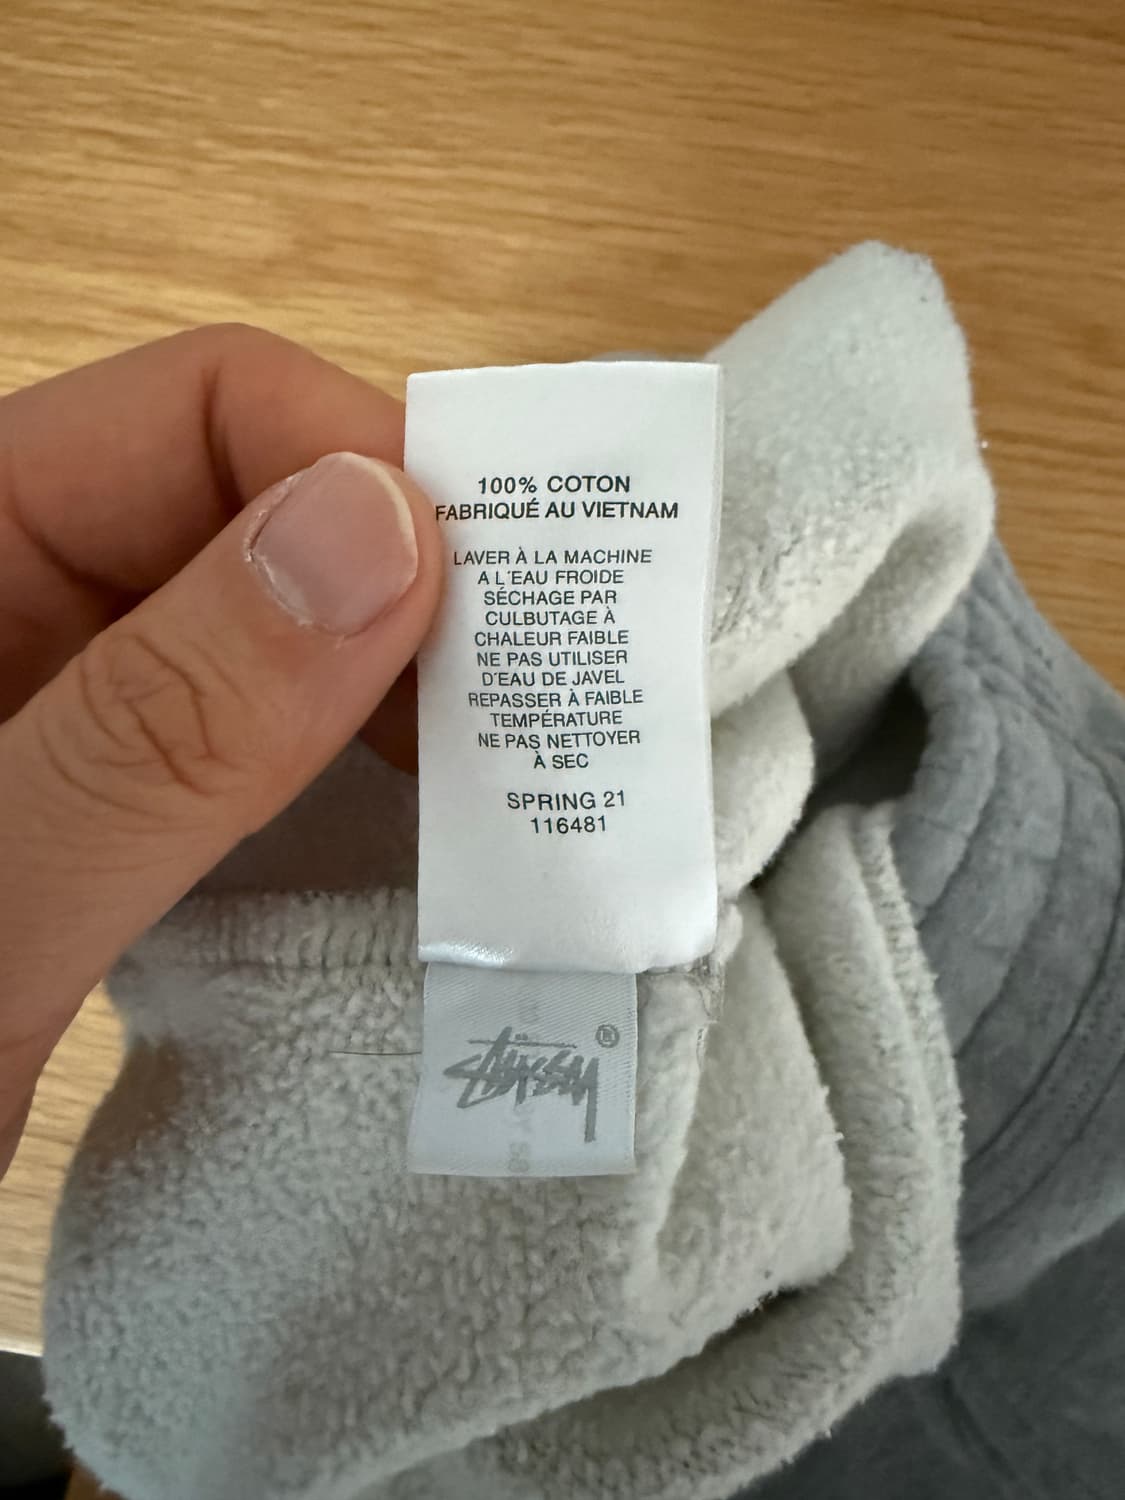 100% COTON
FABRIQUÉ AU VIETNAM
LAVER À LA MACHINE
A L'EAU FROIDE
SÉCHAGE PAR
CULBUTAGE À
CHALEUR FAIBLE
NE PAS UTILISER
D'EAU DE JAVEL
REPASSER À FAIBLE
TEMPÉRATURE
NE PAS NETTOYER
À SEC
SPRING 21
116481
Stüssy®